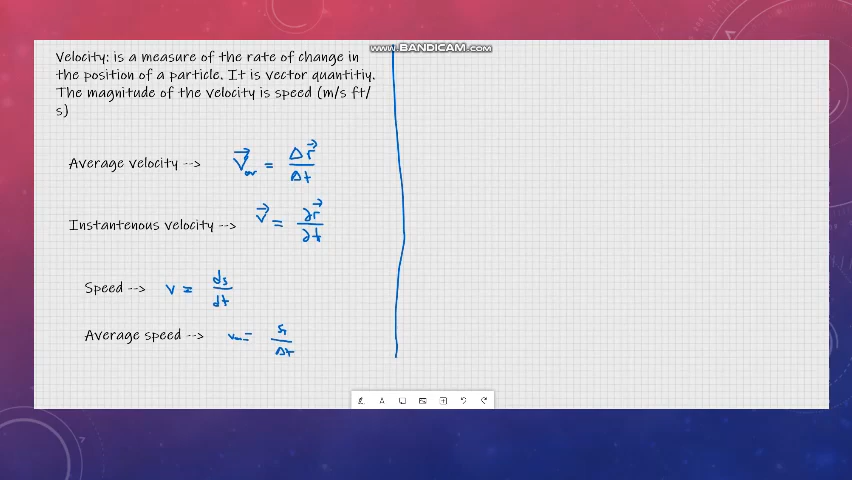 WWW.BANDICAM.COM
Velocity: is a measure of the rate of change in
the position of a particle. It is vector quantitiy.
The magnitude of the velocity is speed (m/s ft/
s)
Average velocity --> V⃗av = Δr⃗/Δt
Instantenous velocity --> v⃗ = ∂r⃗/∂t
Speed --> v = ds/dt
Average speed --> = /Δt